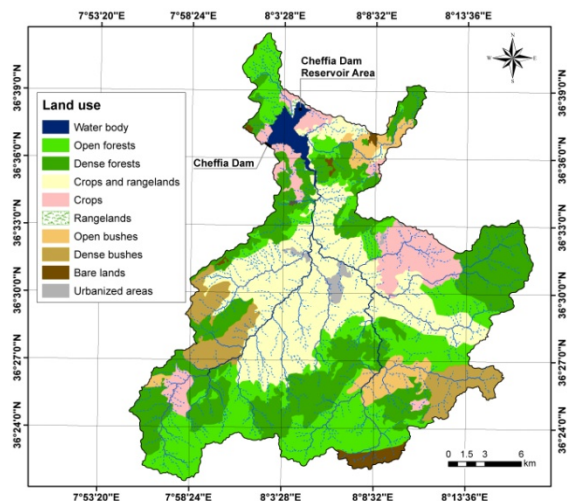 7°53'20"E 7°58'24"E 8°3'28"E 8°8'32"E 8°13'36"E
N
W E
S
Cheffia Dam
Reservoir Area
36°39'0"N 36°39'0"N
Land use
Water body
Open forests
Dense forests
Crops and rangelands
Crops
Rangelands
Open bushes
Dense bushes
Bare lands
Urbanized areas
Cheffia Dam
36°36'0"N 36°36'0"N
36°33'0"N 36°33'0"N
36°30'0"N 36°30'0"N
36°27'0"N 36°27'0"N
36°24'0"N 36°24'0"N
0 1.5 3 6
km
7°53'20"E 7°58'24"E 8°3'28"E 8°8'32"E 8°13'36"E